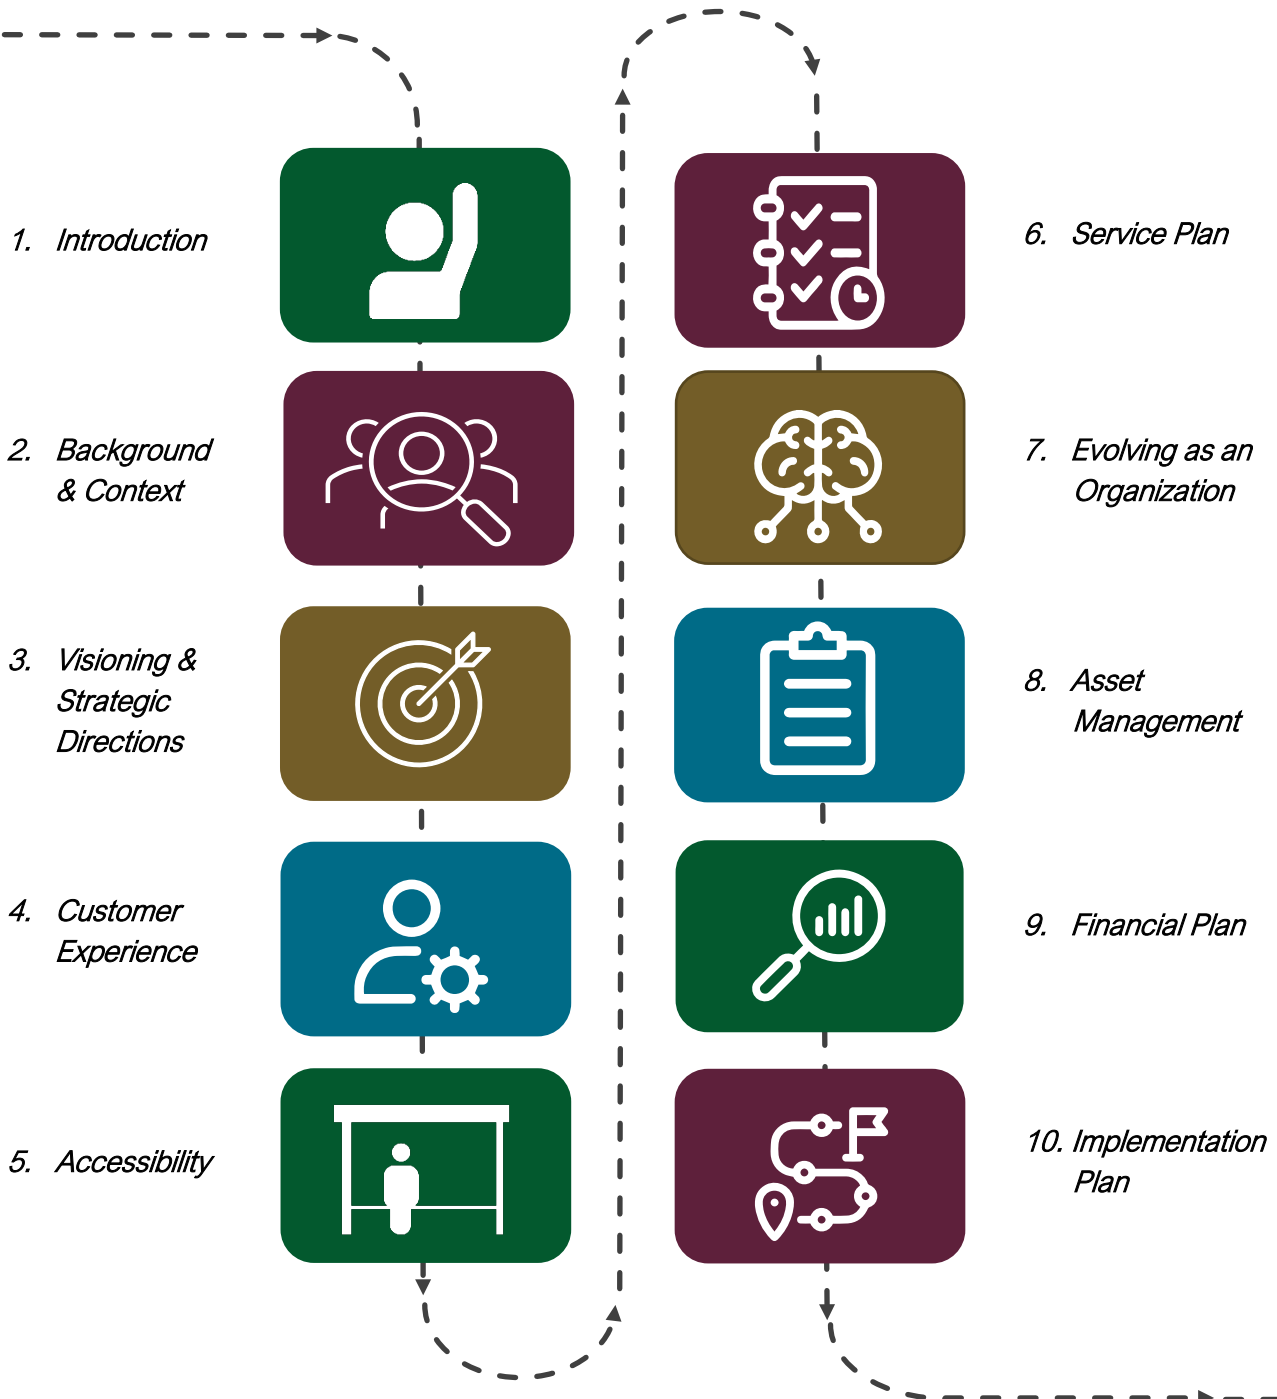 1. Introduction
2. Background
& Context
3. Visioning &
Strategic
Directions
4. Customer
Experience
5. Accessibility
6. Service Plan
7. Evolving as an
Organization
8. Asset
Management
9. Financial Plan
10. Implementation
Plan